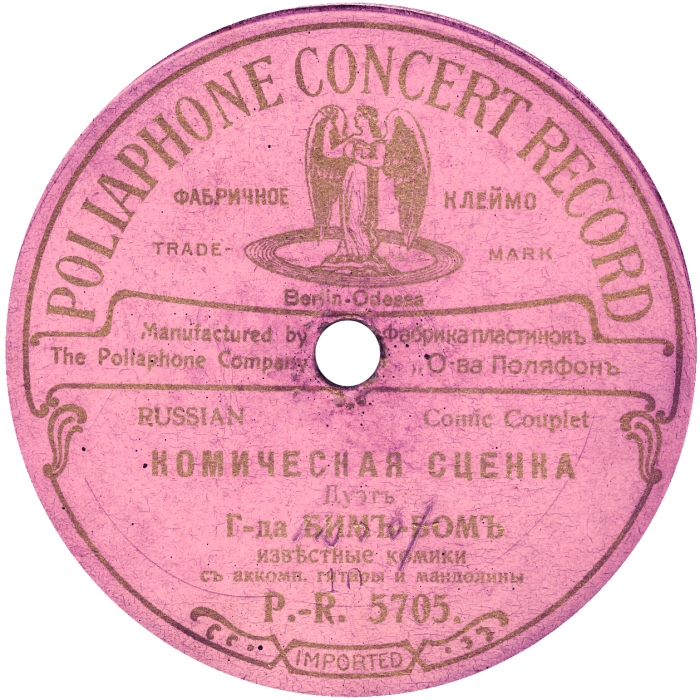 POLIAPHONE CONCERT RECORD
ФАБРИЧНОЕ КЛЕЙМО
TRADE- MARK
Berlin-Odessa
Manufactured by Фабрика пластинокъ
The Poliaphone Company „О-ва Поляфонъ
RUSSIAN Comic Couplet
КОМИЧЕСКАЯ СЦЕНКА
Дуэтъ
Г-да БИМЪ-БОМЪ
извѣстные комики
съ аккомп. гитары и мандолины
10
P.-R. 5705.
IMPORTED